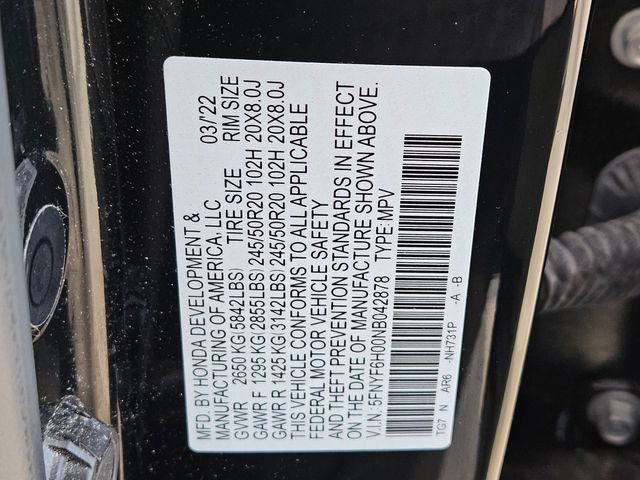 MFD. BY HONDA DEVELOPMENT &
MANUFACTURING OF AMERICA, LLC 03/'22
GVWR 2650 KG(5842LBS) TIRE SIZE RIM SIZE
GAWR F 1295 KG(2855LBS)245/50R20 102H 20X8.0J
GAWR R 1425 KG(3142LBS)245/50R20 102H 20X8.0J
THIS VEHICLE CONFORMS TO ALL APPLICABLE
FEDERAL MOTOR VEHICLE SAFETY
AND THEFT PREVENTION STANDARDS IN EFFECT
ON THE DATE OF MANUFACTURE SHOWN ABOVE.
V.I.N.:5FNYF6H00NB042878 TYPE:MPV
TG7 N AR6 -NH731P -A -B